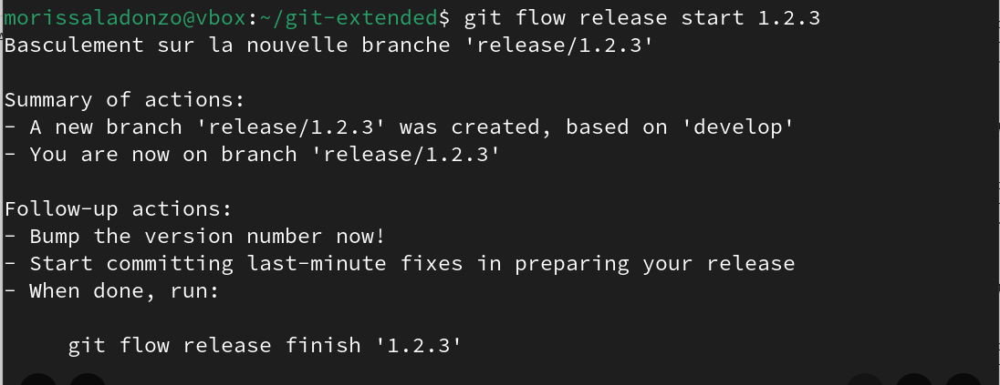 morissaladonzo@vbox:~/git-extended$ git flow release start 1.2.3
Basculement sur la nouvelle branche 'release/1.2.3'
Summary of actions:
- A new branch 'release/1.2.3' was created, based on 'develop'
- You are now on branch 'release/1.2.3'
Follow-up actions:
- Bump the version number now!
- Start committing last-minute fixes in preparing your release
- When done, run:
git flow release finish '1.2.3'